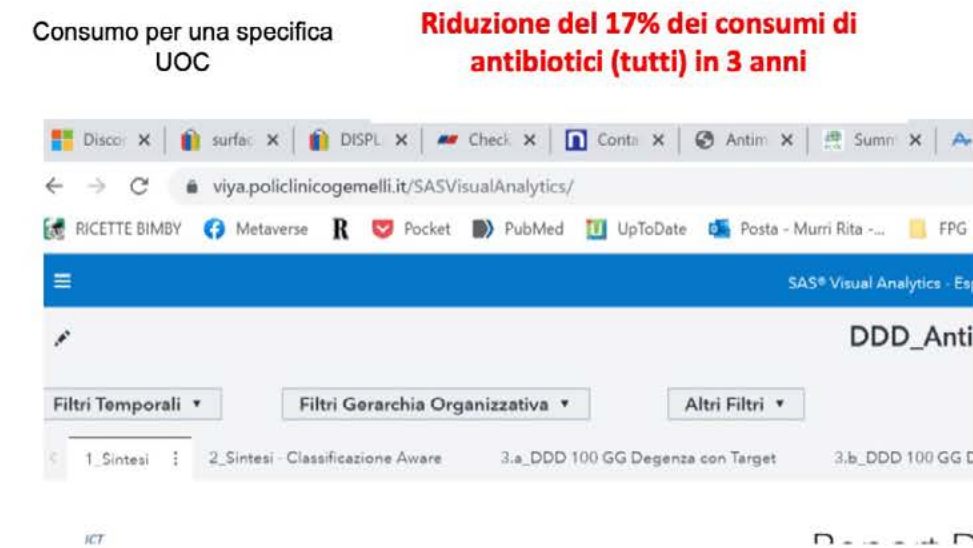 Consumo per una specifica
UOC
Riduzione del 17% dei consumi di
antibiotici (tutti) in 3 anni
Discor surfac DISPL Check Conta Antim Summ
viya.policlinicogemelli.it/SASVisualAnalytics/
RICETTE BIMBY Metaverse R Pocket PubMed UpToDate Posta - Murri Rita -... FPG
SAS® Visual Analytics - Esp
DDD_Anti
Filtri Temporali Filtri Gerarchia Organizzativa Altri Filtri
1_Sintesi 2_Sintesi - Classificazione Aware 3.a_DDD 100 GG Degenza con Target 3.b_DDD 100 GG D
ICT